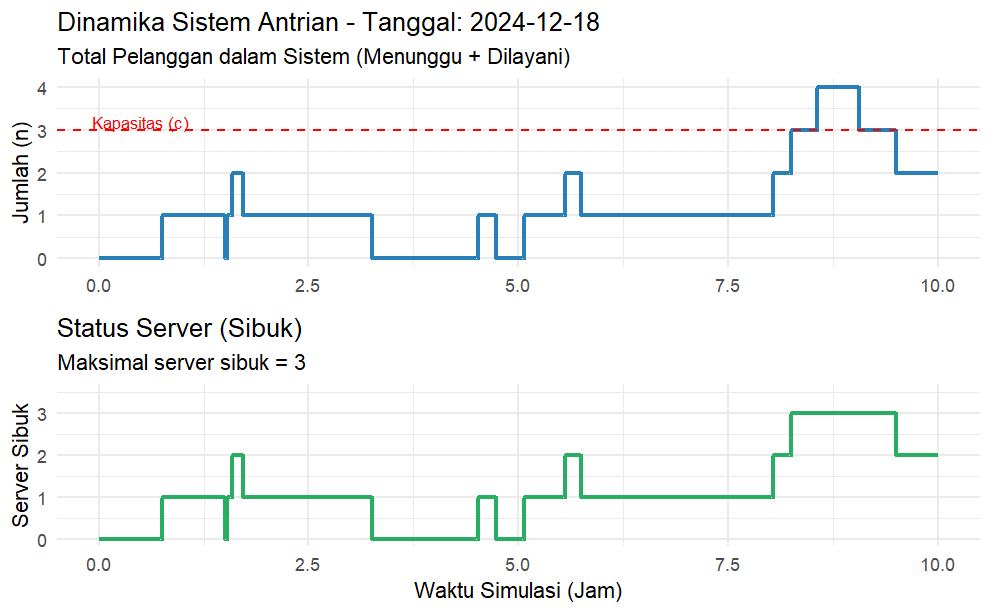 Dinamika Sistem Antrian - Tanggal: 2024-12-18
Total Pelanggan dalam Sistem (Menunggu + Dilayani)
Jumlah (n)
4
3
2
1
0
Kapasitas (c)
0.0 2.5 5.0 7.5 10.0
Status Server (Sibuk)
Maksimal server sibuk = 3
Server Sibuk
3
2
1
0
0.0 2.5 5.0 7.5 10.0
Waktu Simulasi (Jam)